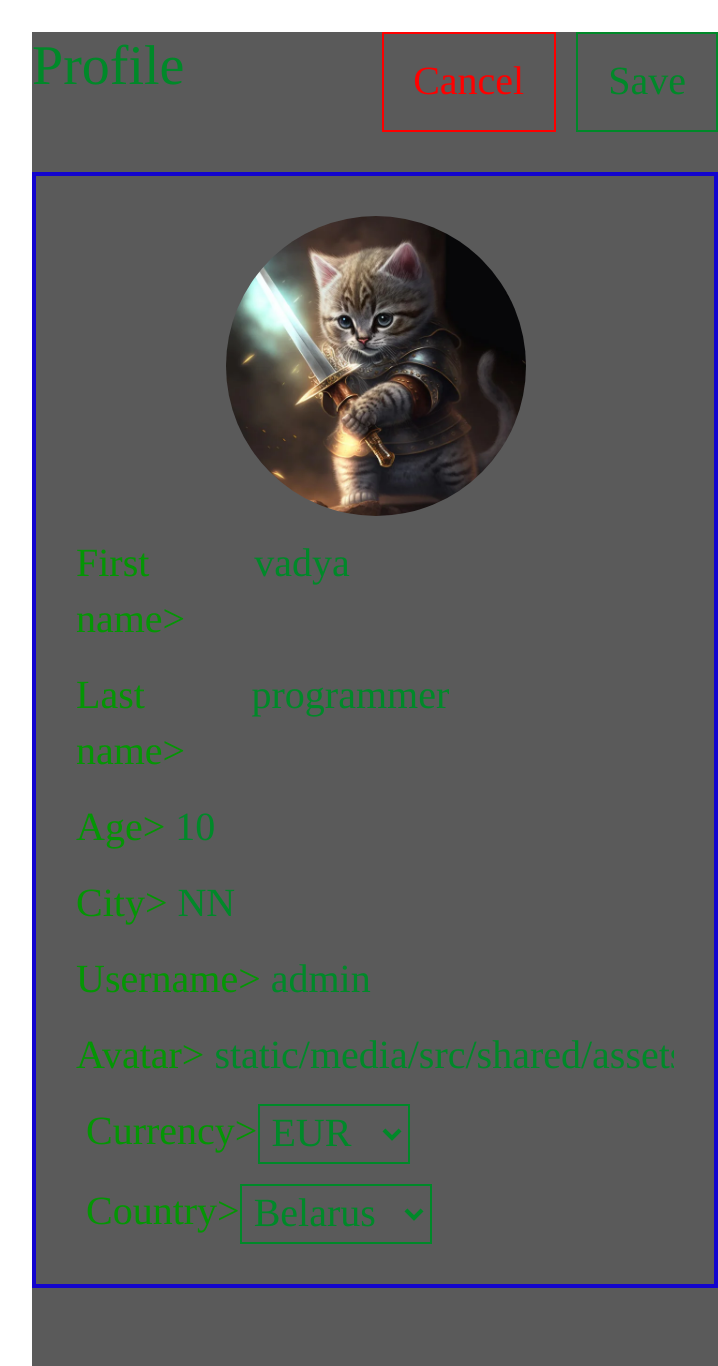 Profile Cancel Save
First vadya
name>
Last programmer
name>
Age> 10
City> NN
Username> admin
Avatar> static/media/src/shared/asset
Currency> EUR
Country> Belarus